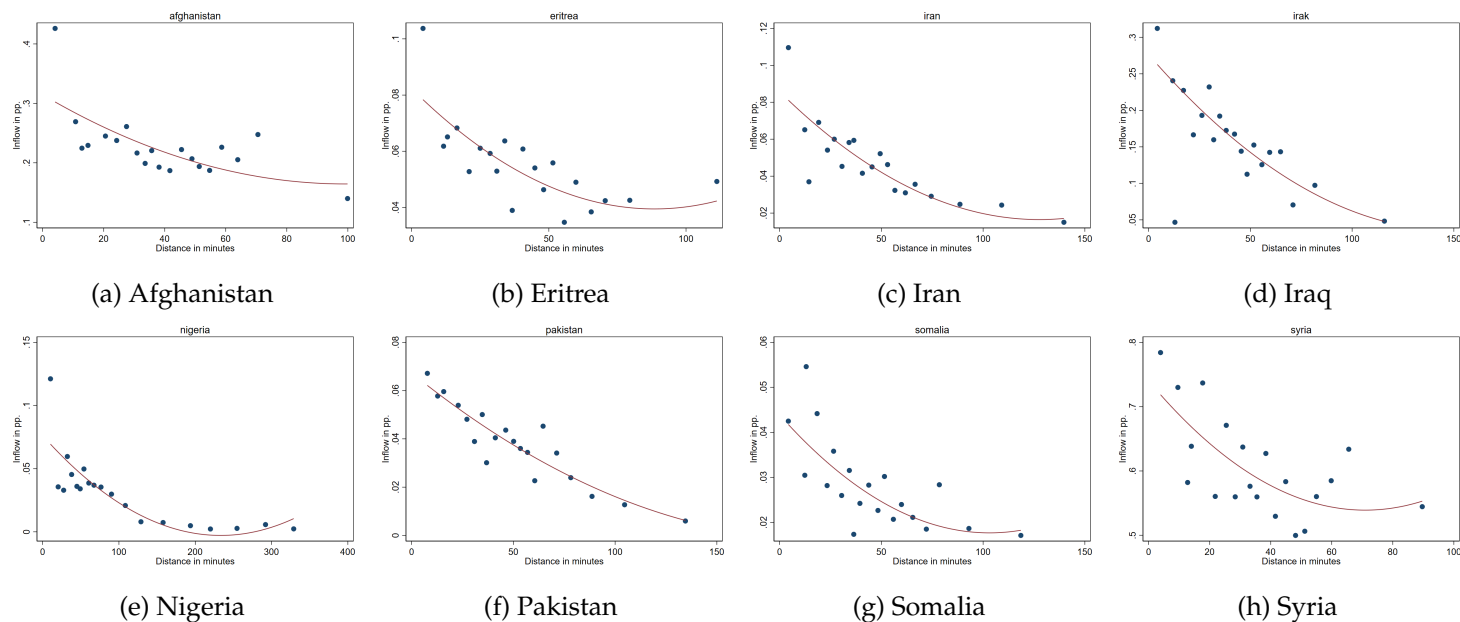 afghanistan
Inflow in pp.
.4
.3
.2
.1
0 20 40 60 80 100
Distance in minutes
(a) Afghanistan
eritrea
Inflow in pp.
.1
.08
.06
.04
0 50 100
Distance in minutes
(b) Eritrea
iran
Inflow in pp.
.12
.1
.08
.06
.04
.02
0 50 100 150
Distance in minutes
(c) Iran
irak
Inflow in pp.
.3
.25
.2
.15
.1
.05
0 50 100 150
Distance in minutes
(d) Iraq
nigeria
Inflow in pp.
.15
.1
.05
0
0 100 200 300 400
Distance in minutes
(e) Nigeria
pakistan
Inflow in pp.
.08
.06
.04
.02
0
0 50 100 150
Distance in minutes
(f) Pakistan
somalia
Inflow in pp.
.06
.05
.04
.03
.02
0 50 100 150
Distance in minutes
(g) Somalia
syria
Inflow in pp.
.8
.7
.6
.5
0 20 40 60 80 100
Distance in minutes
(h) Syria